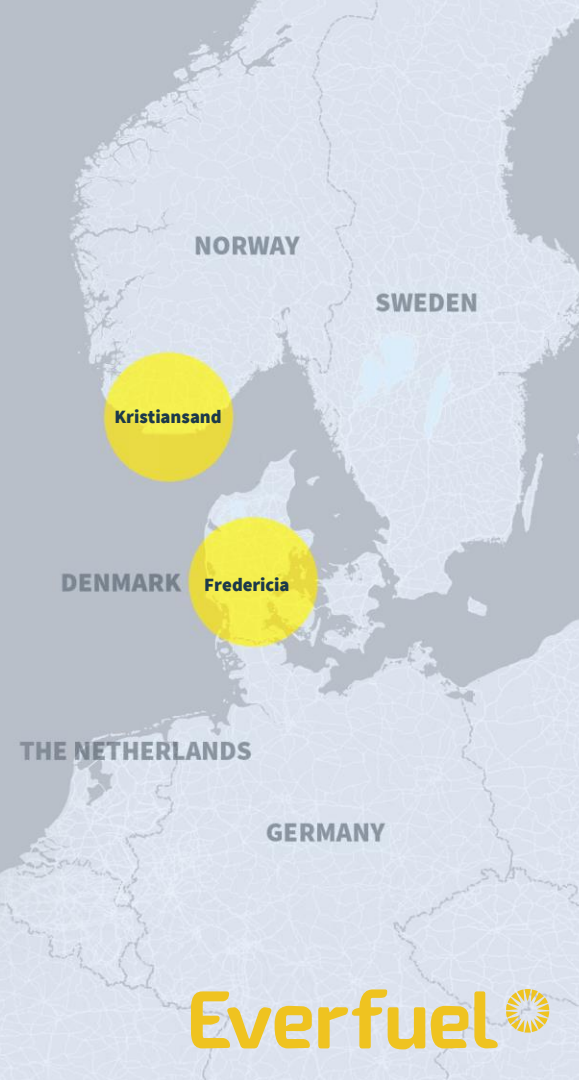 NORWAY
SWEDEN
Kristiansand
DENMARK
Fredericia
THE NETHERLANDS
GERMANY
Everfuel